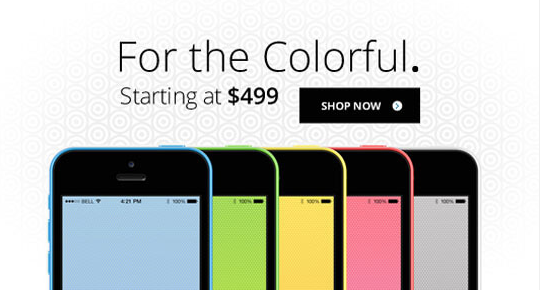 For the Colorful.
Starting at $499
SHOP NOW
BELL 4:21 PM 100% 100% 100% 100% 100%